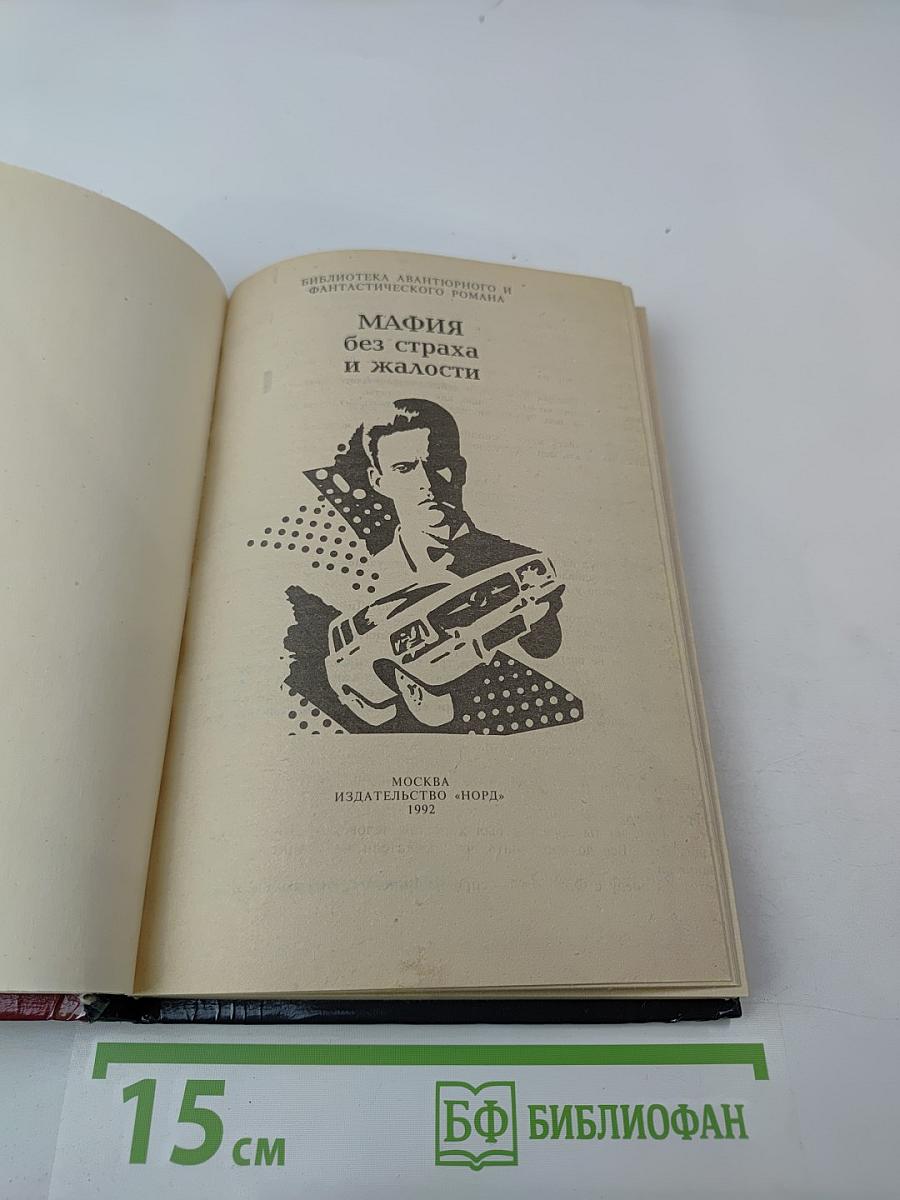 БИБЛИОТЕКА АВАНТЮРНОГО И
ФАНТАСТИЧЕСКОГО РОМАНА
МАФИЯ
без страха
и жалости
МОСКВА
ИЗДАТЕЛЬСТВО «НОРД»
1992
15 см
БФ БИБЛИОФАН